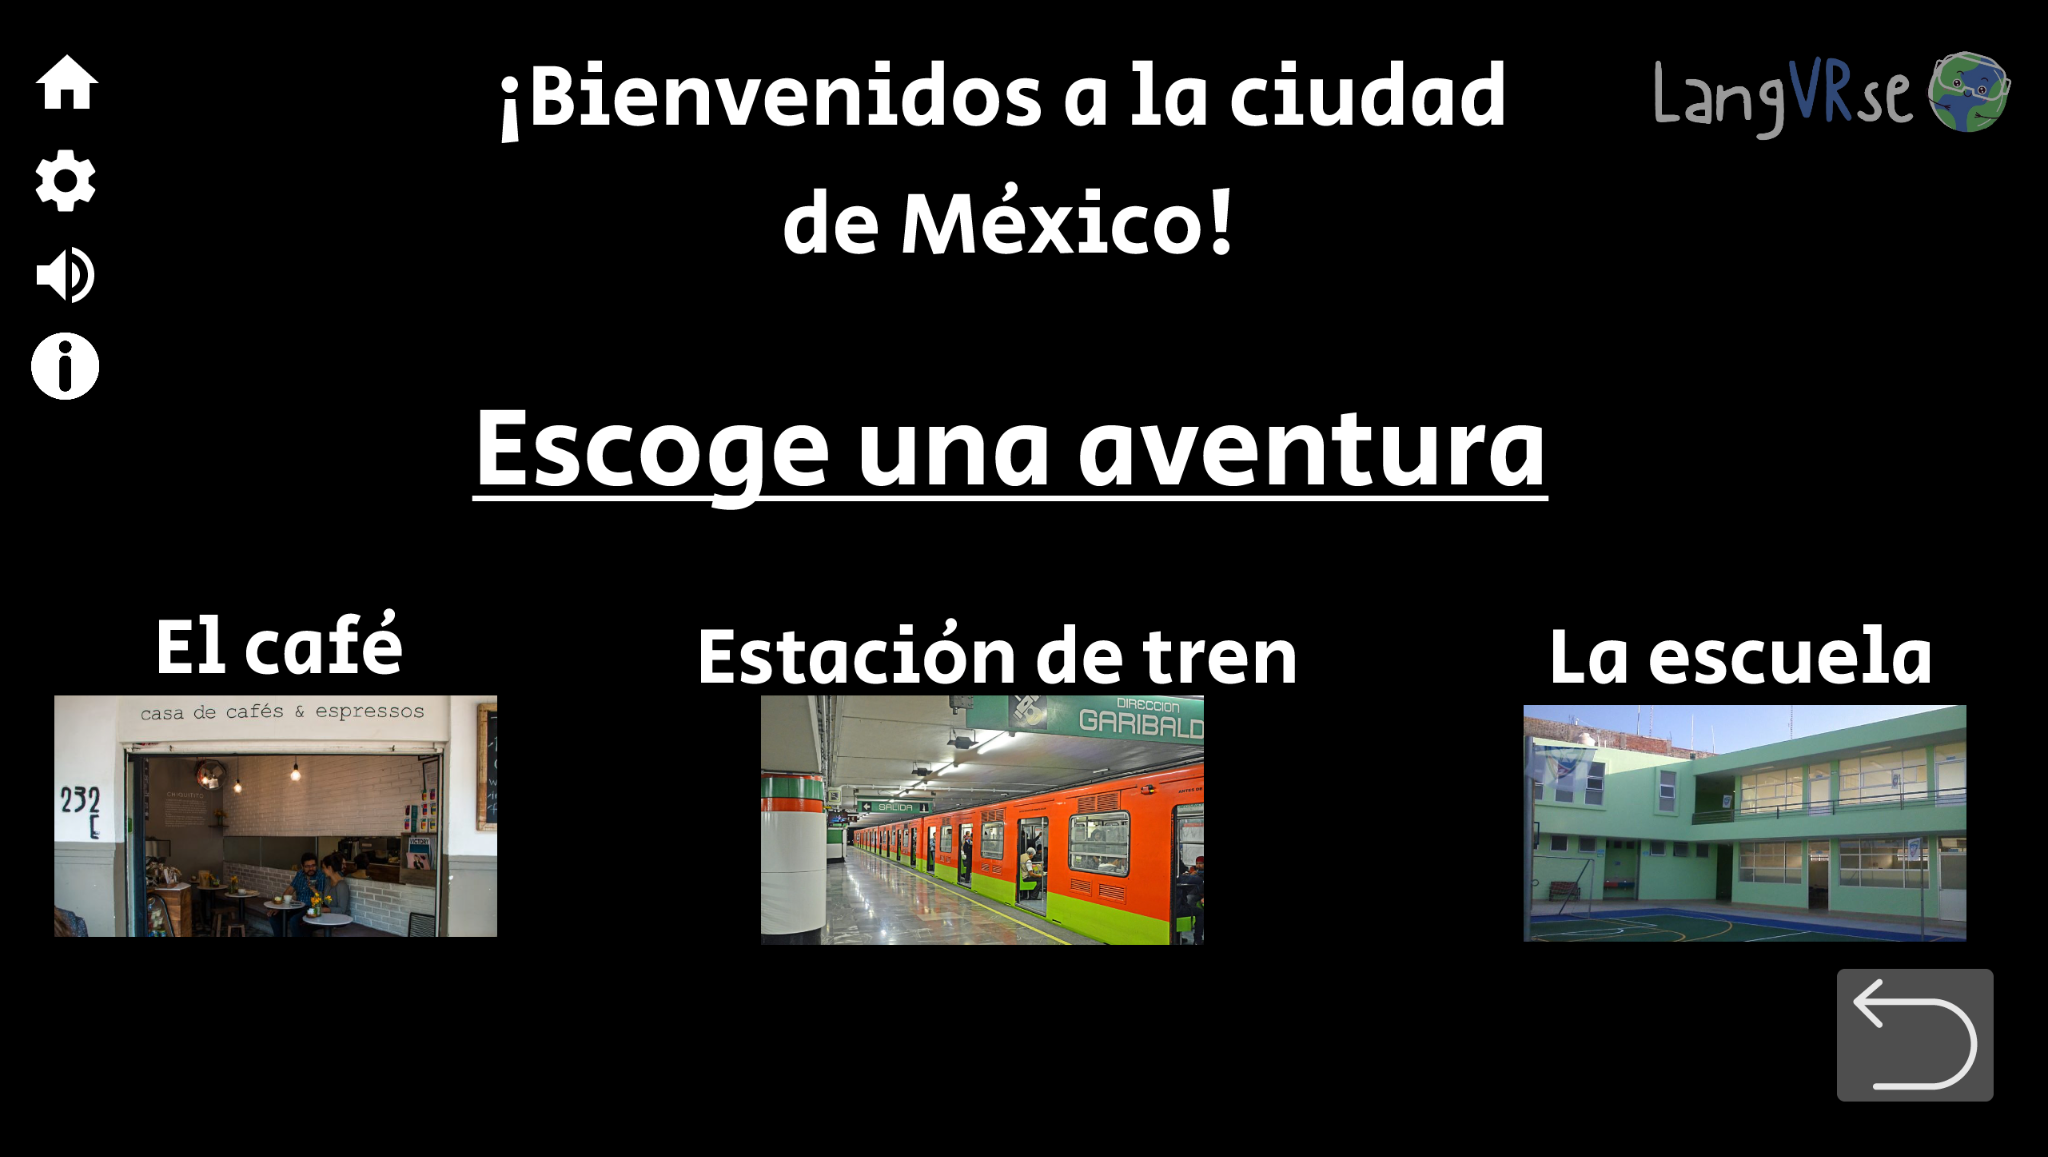 ¡Bienvenidos a la ciudad
de México!
LangVRse
Escoge una aventura
El café
Estación de tren
La escuela
casa de cafés & espressos
232
E
DIRECCION
GARIBALD
SALIDA